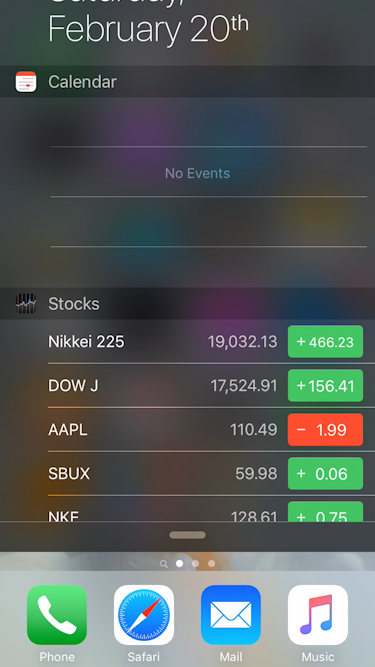 Saturday,
February 20th
Calendar
No Events
Stocks
Nikkei 225 19,032.13 + 466.23
DOW J 17,524.91 +156.41
AAPL 110.49 − 1.99
SBUX 59.98 + 0.06
NKE 128.61 + 0.75
Phone Safari Mail Music